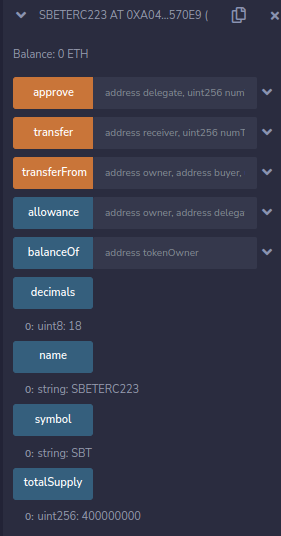 SBETERC223 AT 0XA04...570E9 (
Balance: 0 ETH
approve address delegate, uint256 num
transfer address receiver, uint256 numT
transferFrom address owner, address buyer,
allowance address owner, address delega
balanceOf address tokenOwner
decimals
0: uint8: 18
name
0: string: SBETERC223
symbol
0: string: SBT
totalSupply
0: uint256: 400000000